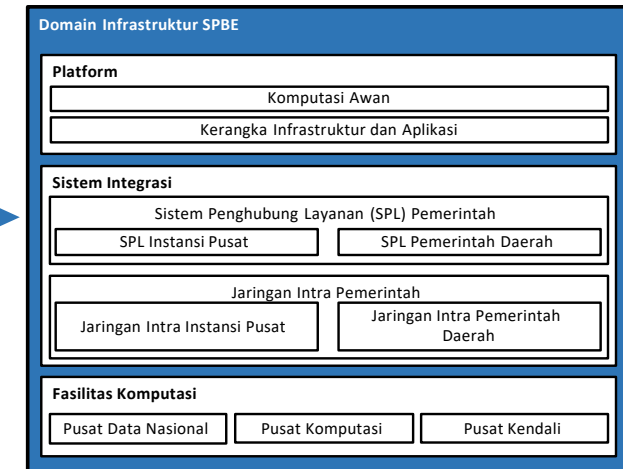 Domain Infrastruktur SPBE
Platform
Komputasi Awan
Kerangka Infrastruktur dan Aplikasi
Sistem Integrasi
Sistem Penghubung Layanan (SPL) Pemerintah
SPL Instansi Pusat
SPL Pemerintah Daerah
Jaringan Intra Pemerintah
Jaringan Intra Instansi Pusat
Jaringan Intra Pemerintah
Daerah
Fasilitas Komputasi
Pusat Data Nasional
Pusat Komputasi
Pusat Kendali